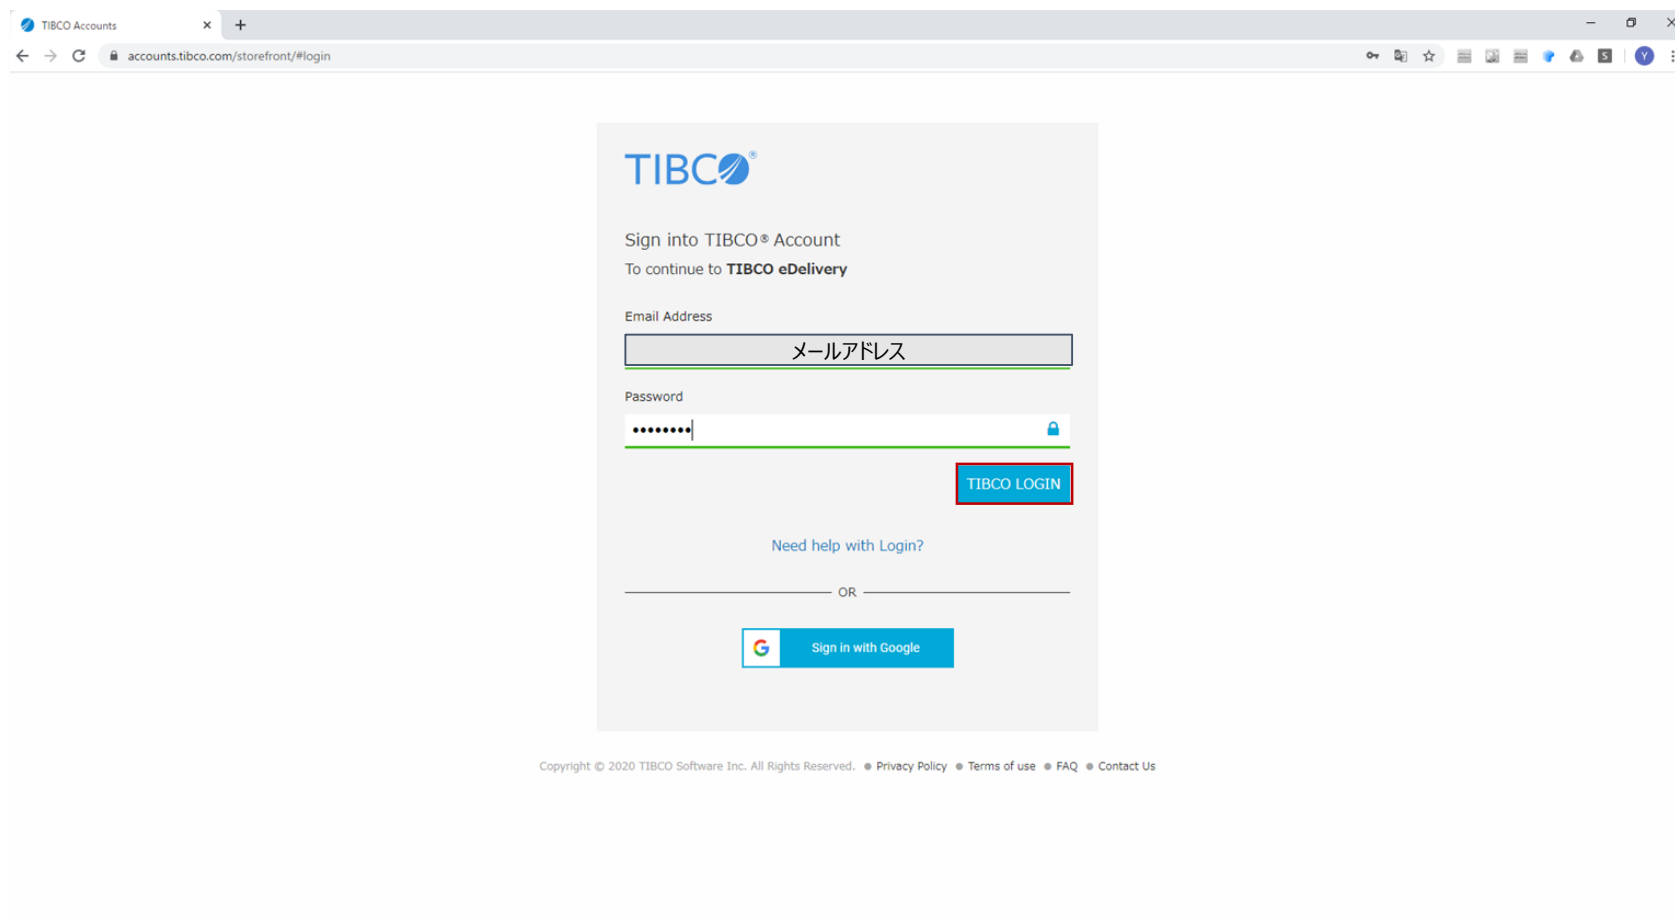 TIBCO Accounts
accounts.tibco.com/storefront/#login
S
Y
TIBCO®
Sign into TIBCO® Account
To continue to TIBCO eDelivery
Email Address
メールアドレス
Password
••••••••
TIBCO LOGIN
Need help with Login?
OR
G Sign in with Google
Copyright © 2020 TIBCO Software Inc. All Rights Reserved. ● Privacy Policy ● Terms of use ● FAQ ● Contact Us